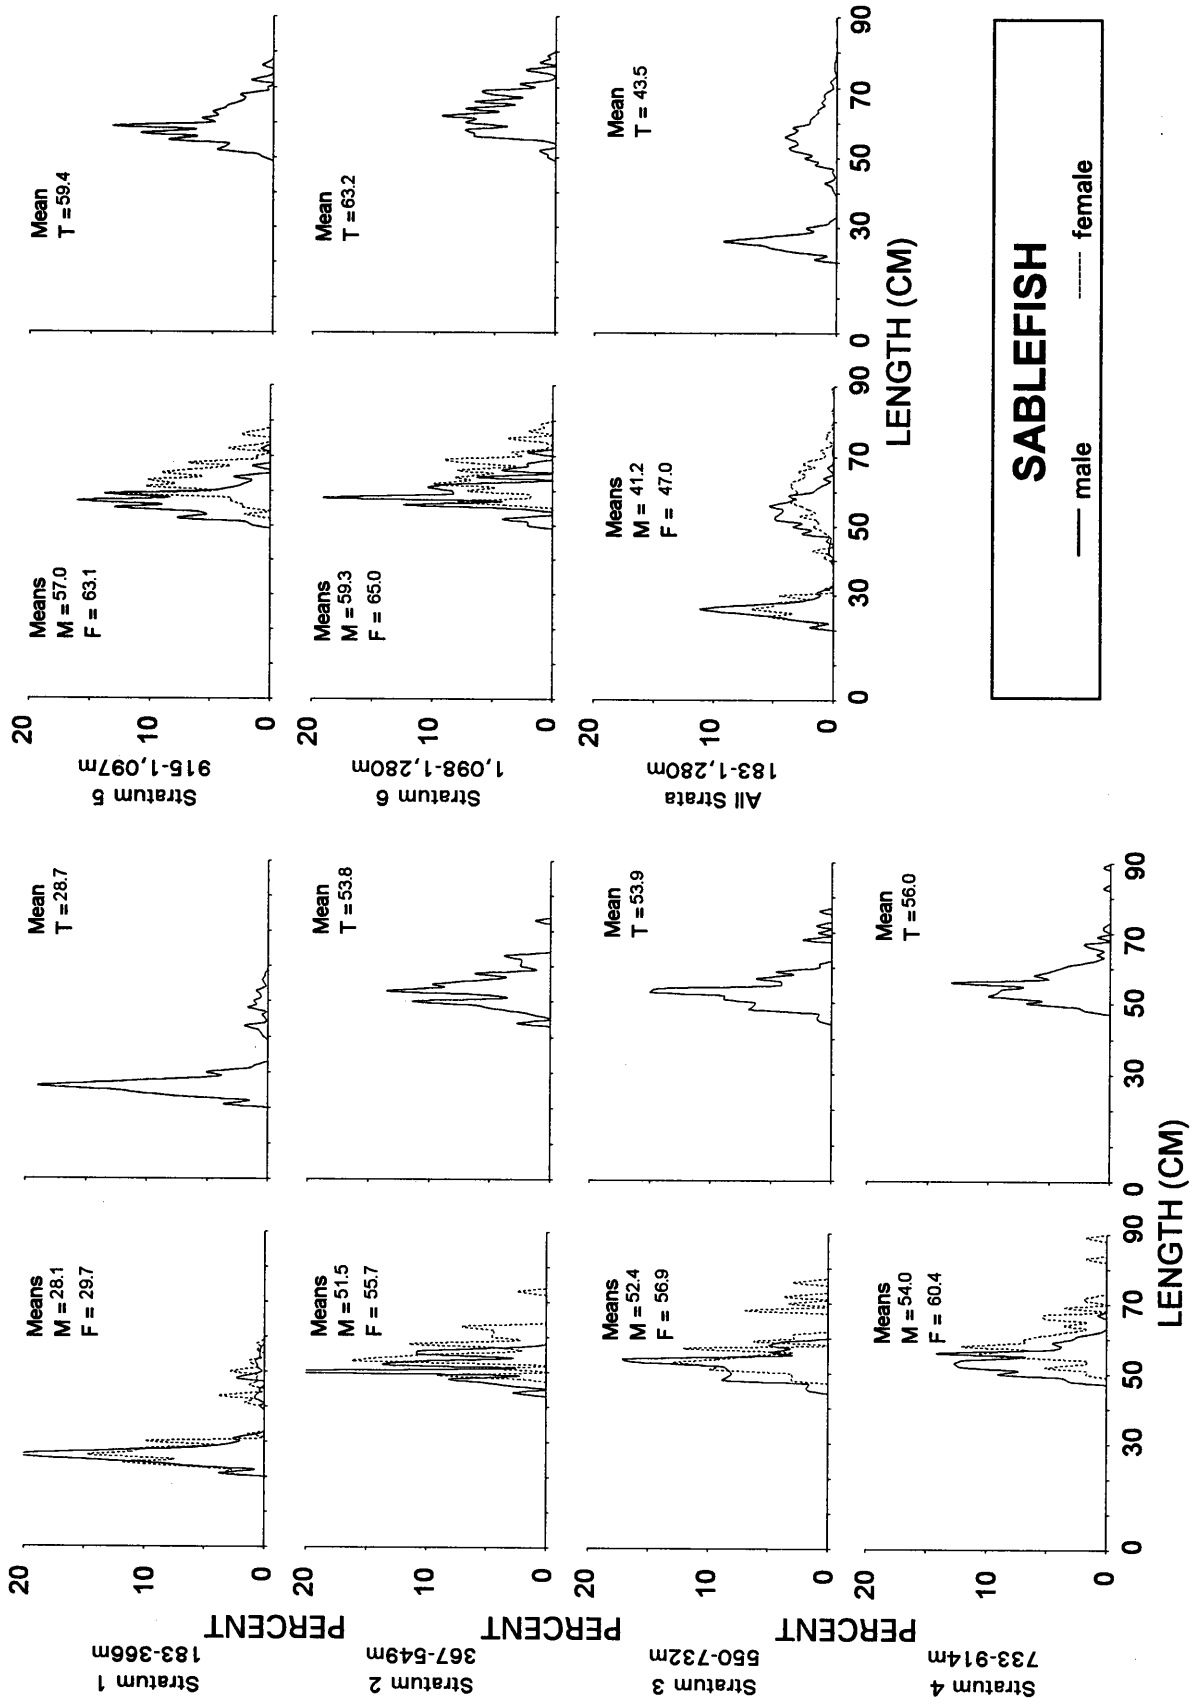 Stratum 1
183-366m
PERCENT
20
10
0
Means
M = 28.1
F = 29.7
Mean
T = 28.7
Stratum 2
367-549m
PERCENT
Means
M = 51.5
F = 55.7
Mean
T = 53.8
Stratum 3
550-732m
PERCENT
Means
M = 52.4
F = 56.9
Mean
T = 53.9
Stratum 4
733-914m
PERCENT
20
10
0
Means
M = 54.0
F = 60.4
Mean
T = 56.0
0 30 50 70 90
0 30 50 70 90
LENGTH (CM)
Stratum 5
915-1,097m
20
10
0
Means
M = 57.0
F = 63.1
Mean
T = 59.4
Stratum 6
1,098-1,280m
20
10
0
Means
M = 59.3
F = 65.0
Mean
T = 63.2
All Strata
183-1,280m
20
10
0
Means
M = 41.2
F = 47.0
Mean
T = 43.5
0 30 50 70 90
0 30 50 70 90
LENGTH (CM)
SABLEFISH
male female